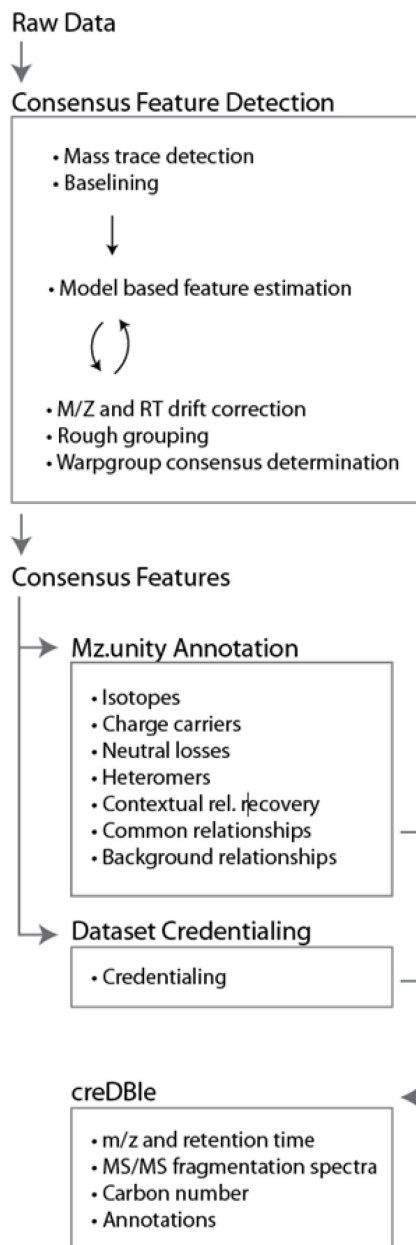 Raw Data
Consensus Feature Detection
• Mass trace detection
• Baselining
• Model based feature estimation
• M/Z and RT drift correction
• Rough grouping
• Warpgroup consensus determination
Consensus Features
Mz.unity Annotation
• Isotopes
• Charge carriers
• Neutral losses
• Heteromers
• Contextual rel. recovery
• Common relationships
• Background relationships
Dataset Credentialing
• Credentialing
creDBle
• m/z and retention time
• MS/MS fragmentation spectra
• Carbon number
• Annotations